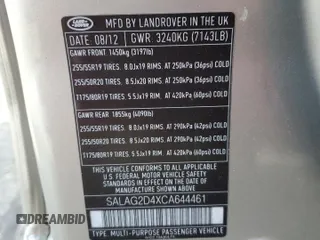 LAND ROVER
MFD BY LANDROVER IN THE UK
DATE 08/12 GWR: 3240KG (7143LB)
GAWR FRONT 1450kg (3197lb)
255/55R19 TIRES. 8.0Jx19 RIMS. AT 250kPa (36psi) COLD
255/50R20 TIRES. 8.5Jx20 RIMS. AT 250kPa (36psi) COLD
T175/80R19 TIRES. 5.5Jx19 RIMS. AT 420kPa (60psi) COLD
GAWR REAR 1855kg (4090lb)
255/55R19 TIRES. 8.0Jx19 RIMS. AT 290kPa (42psi) COLD
255/50R20 TIRES. 8.5Jx20 RIMS. AT 290kPa (42psi) COLD
T175/80R19 TIRES. 5.5Jx19 RIMS. AT 420kPa (60psi) COLD
THIS VEHICLE CONFORMS TO ALL APPLICABLE
U.S. FEDERAL MOTOR VEHICLE SAFETY STANDARDS
IN EFFECT ON THE DATE OF MANUFACTURE SHOWN ABOVE
SALAG2D4XCA644461
TYPE: MULTI-PURPOSE PASSENGER VEHICLE